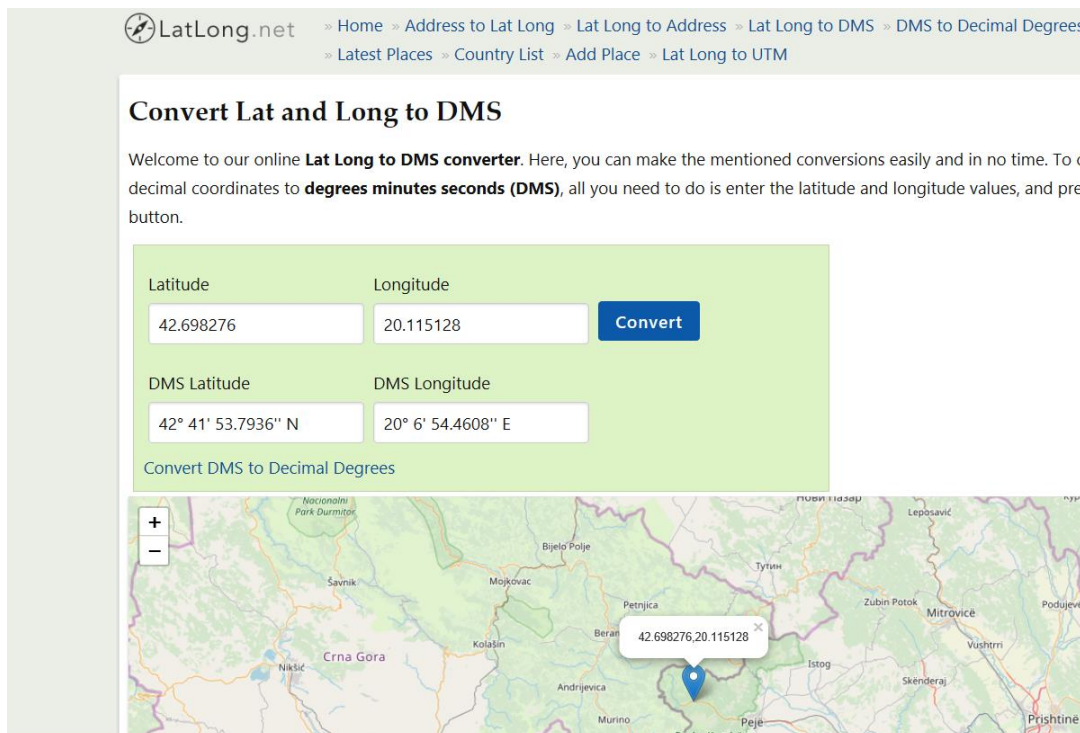 LatLong.net
» Home » Address to Lat Long » Lat Long to Address » Lat Long to DMS » DMS to Decimal Degrees
» Latest Places » Country List » Add Place » Lat Long to UTM
Convert Lat and Long to DMS
Welcome to our online Lat Long to DMS converter. Here, you can make the mentioned conversions easily and in no time. To
decimal coordinates to degrees minutes seconds (DMS), all you need to do is enter the latitude and longitude values, and
button.
Latitude Longitude
42.698276 20.115128 Convert
DMS Latitude DMS Longitude
42° 41' 53.7936'' N 20° 6' 54.4608'' E
Convert DMS to Decimal Degrees
Nacionalni
Park Durmitor
+
−
Leposavić
Bijelo Polje
Тутин
Šavnik
Mojkovac
Petnjica
Zubin Potok
Mitrovicë
42.698276,20.115128 ×
Kolašin
Vushtrri
Crna Gora
Nikšić
Istog
Skënderaj
Andrijevica
Murino
Pejë
Prishtinë